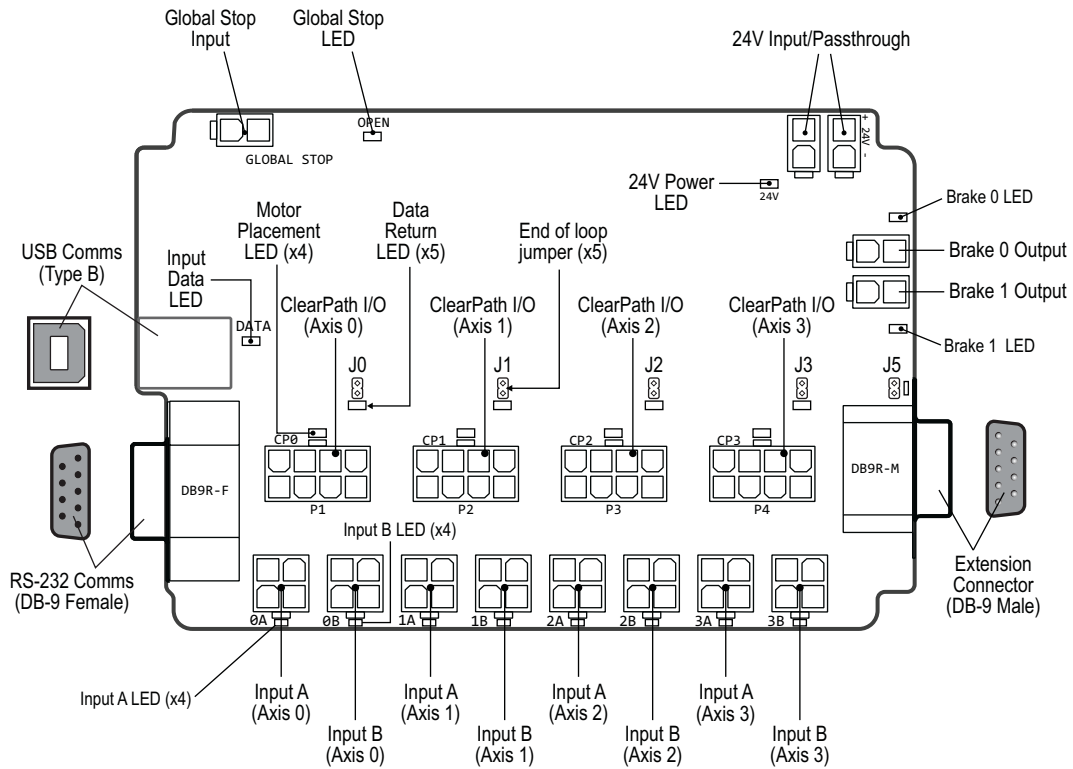 Global Stop
Input
Global Stop
LED
24V Input/Passthrough
OPEN
GLOBAL STOP
+ 24V -
24V Power
LED
24V
Brake 0 LED
Brake 0 Output
Brake 1 Output
Brake 1 LED
Motor
Placement
LED (x4)
Data
Return
LED (x5)
End of loop
jumper (x5)
USB Comms
(Type B)
Input
Data
LED
DATA
ClearPath I/O
(Axis 0)
ClearPath I/O
(Axis 1)
ClearPath I/O
(Axis 2)
ClearPath I/O
(Axis 3)
J0
J1
J2
J3
J5
CP0
CP1
CP2
CP3
DB9R-F
DB9R-M
P1
P2
P3
P4
Input B LED (x4)
RS-232 Comms
(DB-9 Female)
Extension
Connector
(DB-9 Male)
0A
0B
1A
1B
2A
2B
3A
3B
Input A LED (x4)
Input A
(Axis 0)
Input B
(Axis 0)
Input A
(Axis 1)
Input B
(Axis 1)
Input A
(Axis 2)
Input B
(Axis 2)
Input A
(Axis 3)
Input B
(Axis 3)